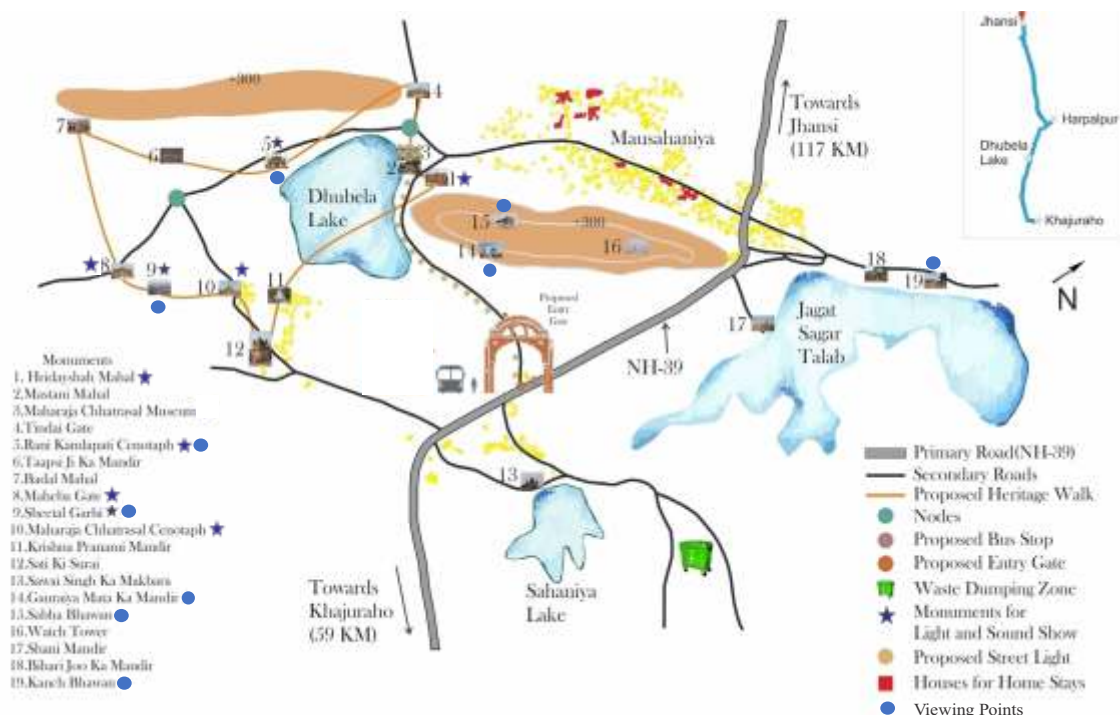 +300
4
7
6
5
3
2
1
Dhubela
Lake
Mausahaniya
Towards
Jhansi
(117 KM)
Jhansi
Harpalpur
Dhubela
Lake
Khajuraho
15
+300
14
16
8
9
10
11
12
18
19
17
Jagat
Sagar
Talab
N
Proposed
Entry
Gate
NH-39
13
Sahaniya
Lake
Towards
Khajuraho
(59 KM)
Monuments
1. Hridayshah Mahal
2.Mastani Mahal
3.Maharaja Chhatrasal Museum
4.Tindai Gate
5.Rani Kamlapati Cenotaph
6.Taapsi Ji Ka Mandir
7.Badal Mahal
8.Mahebu Gate
9.Sheetal Garhi
10.Maharaja Chhatrasal Cenotaph
11.Krishna Pranami Mandir
12.Sati Ki Surai
13.Sawai Singh Ka Makbara
14.Gauraiya Mata Ka Mandir
15.Sabha Bhawan
16.Watch Tower
17.Shani Mandir
18.Bihari Joo Ka Mandir
19.Kanch Bhawan
Primary Road(NH-39)
Secondary Roads
Proposed Heritage Walk
Nodes
Proposed Bus Stop
Proposed Entry Gate
Waste Dumping Zone
Monuments for
Light and Sound Show
Proposed Street Light
Houses for Home Stays
Viewing Points